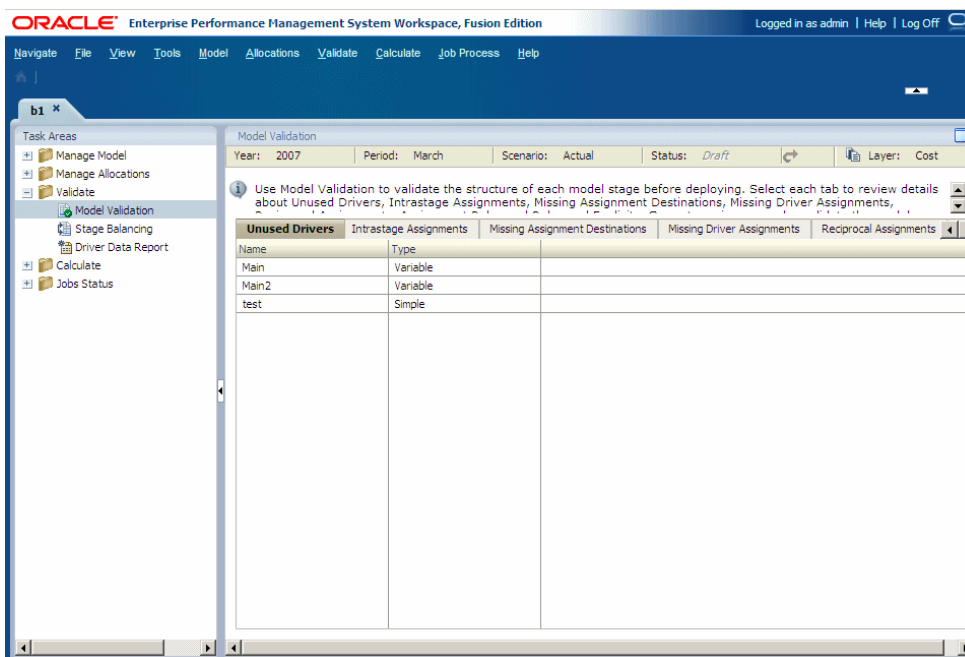 ORACLE Enterprise Performance Management System Workspace, Fusion Edition Logged in as admin | Help | Log Off
Navigate File View Tools Model Allocations Validate Calculate Job Process Help
b1
Task Areas
Manage Model
Manage Allocations
Validate
Model Validation
Stage Balancing
Driver Data Report
Calculate
Jobs Status
Model Validation
Year: 2007 Period: March Scenario: Actual Status: Draft Layer: Cost
Use Model Validation to validate the structure of each model stage before deploying. Select each tab to review details
about Unused Drivers, Intrastage Assignments, Missing Assignment Destinations, Missing Driver Assignments,
Unused Drivers Intrastage Assignments Missing Assignment Destinations Missing Driver Assignments Reciprocal Assignments
Name Type
Main Variable
Main2 Variable
test Simple